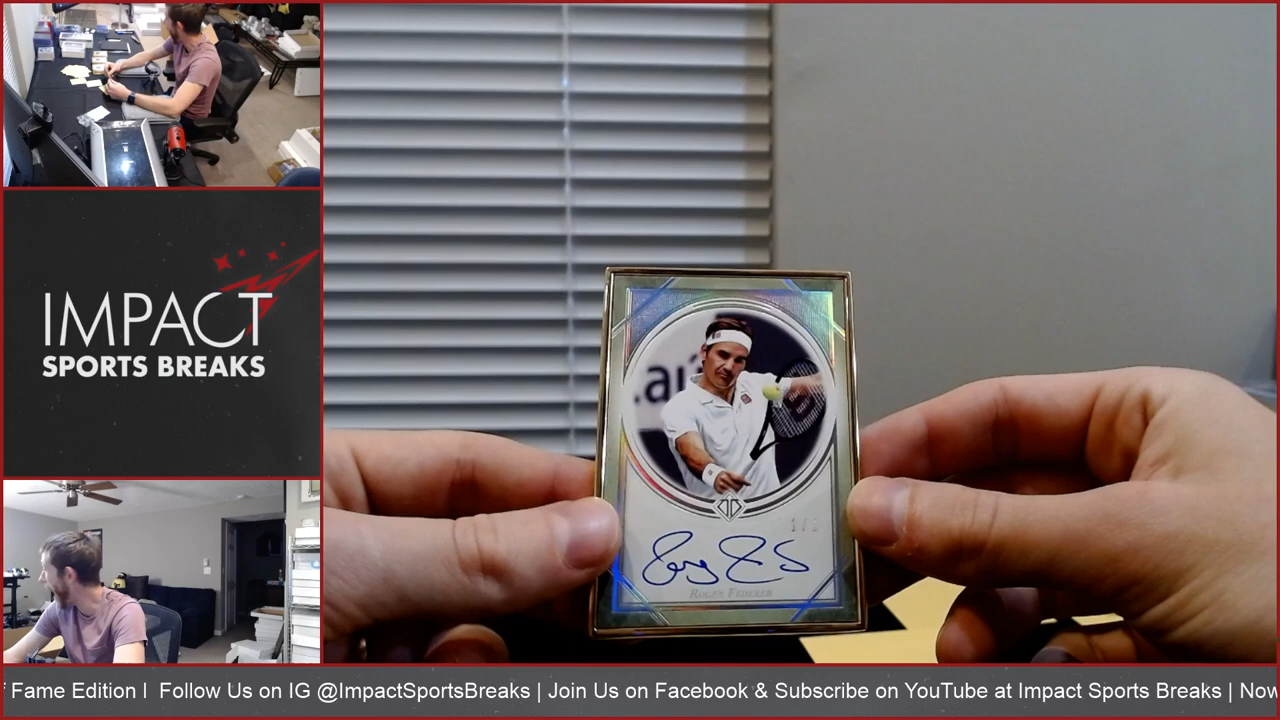 IMPACT
SPORTS BREAKS
Roger Federer
f Fame Edition I Follow Us on IG @ImpactSportsBreaks | Join Us on Facebook & Subscribe on YouTube at Impact Sports Breaks | Now